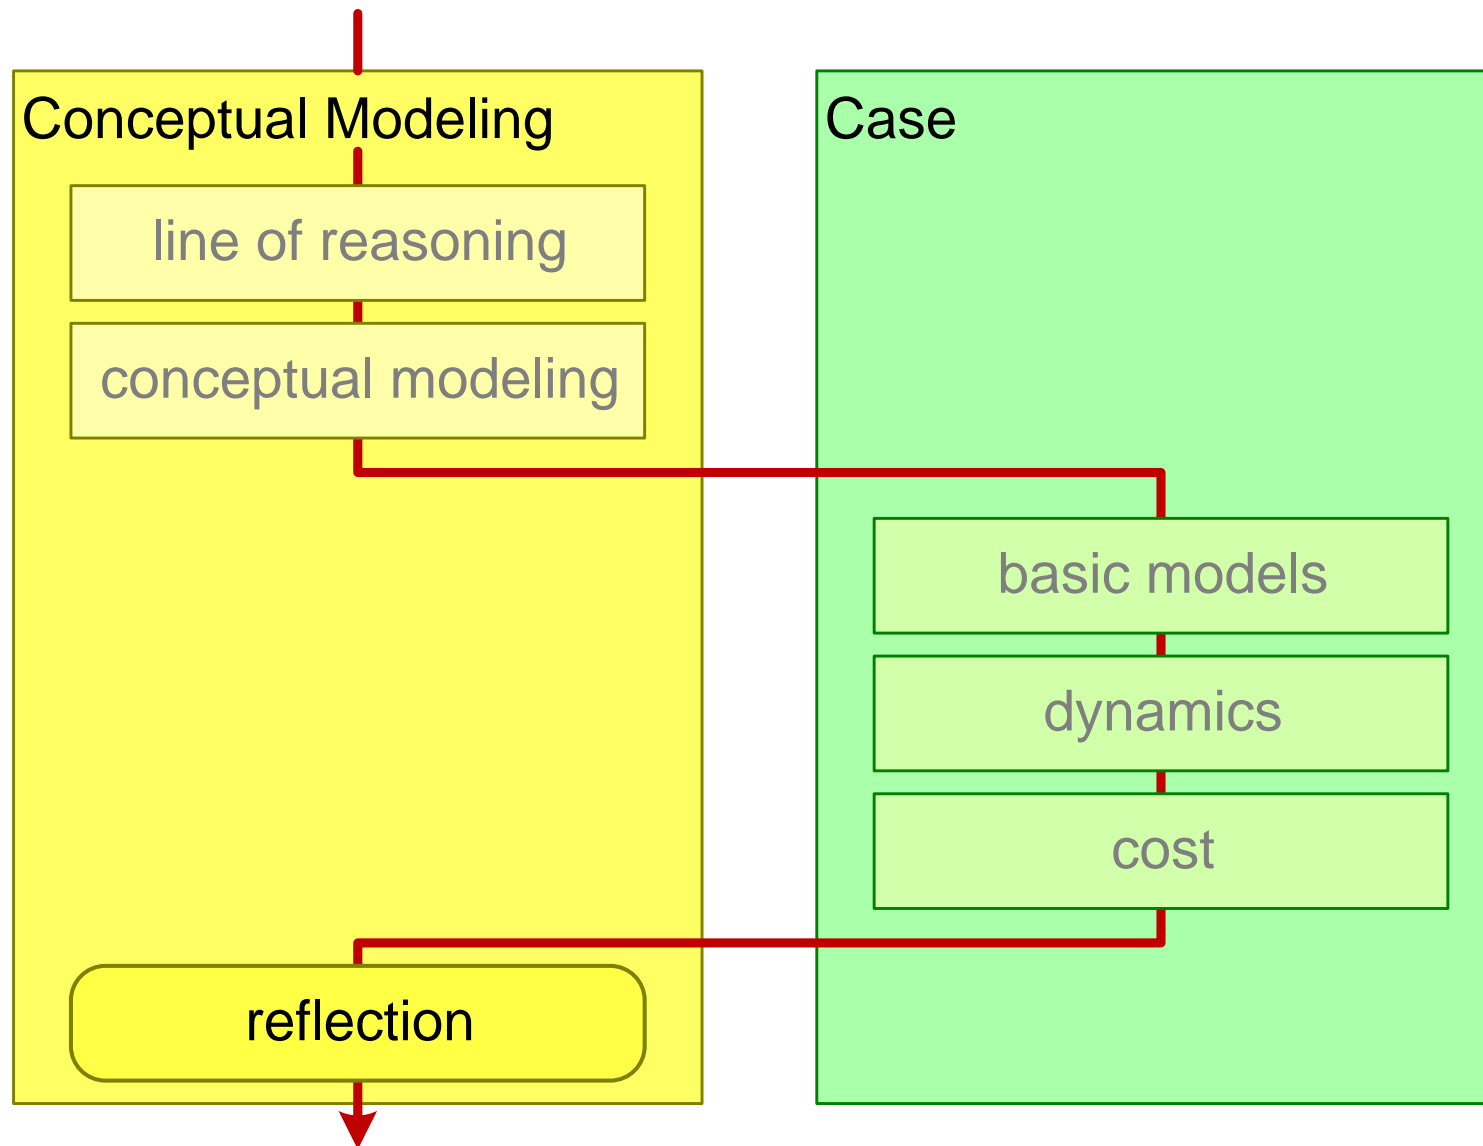 Conceptual Modeling
line of reasoning
conceptual modeling
Case
basic models
dynamics
cost
reflection